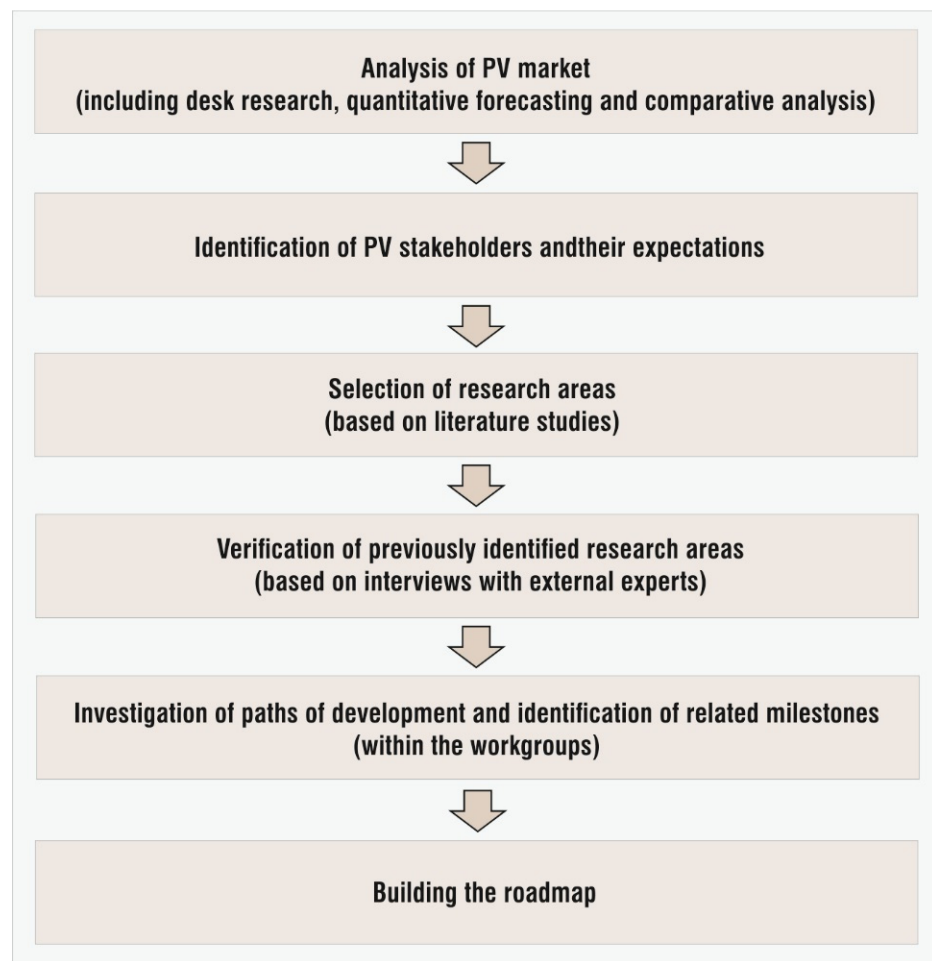 Analysis of PV market
(including desk research, quantitative forecasting and comparative analysis)
Identification of PV stakeholders andtheir expectations
Selection of research areas
(based on literature studies)
Verification of previously identified research areas
(based on interviews with external experts)
Investigation of paths of development and identification of related milestones
(within the workgroups)
Building the roadmap